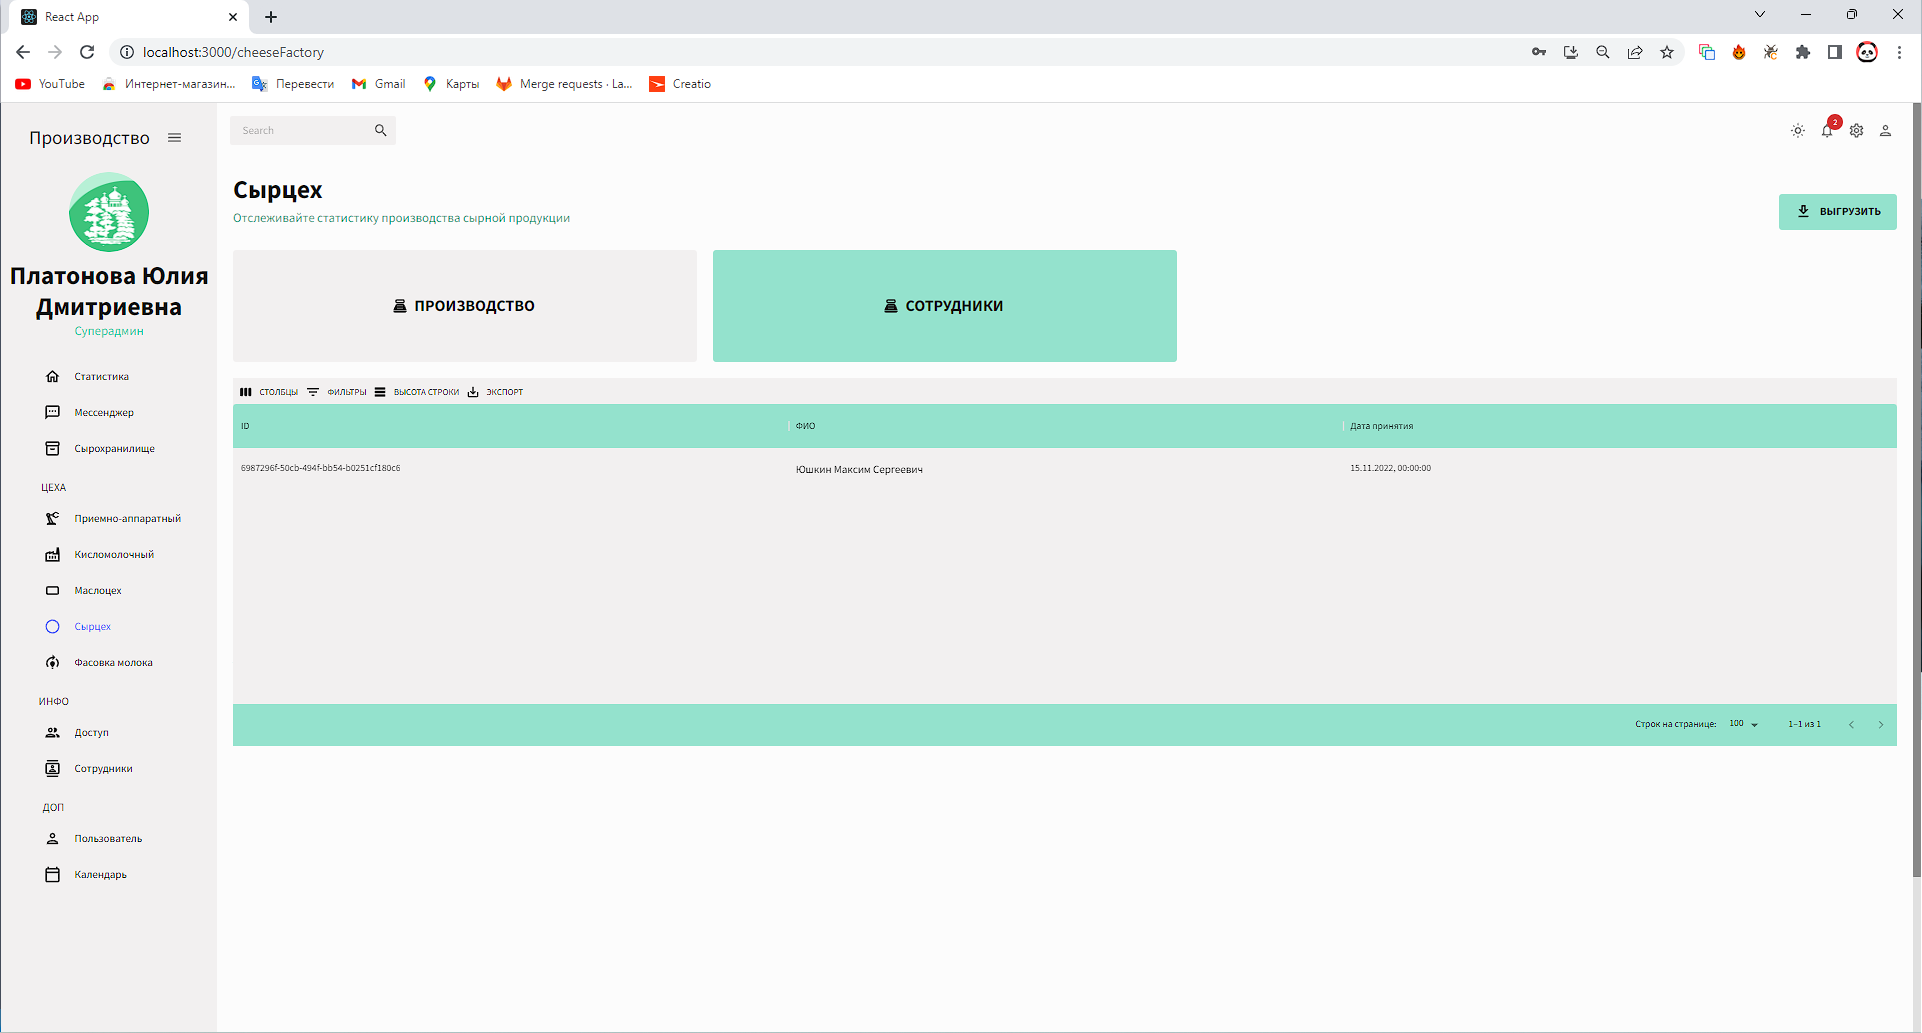 React App
localhost:3000/cheeseFactory
YouTube
Интернет-магазин...
Перевести
Gmail
Карты
Merge requests · La...
Creatio
Производство
Search
2
Платонова Юлия
Дмитриевна
Суперадмин
Статистика
Мессенджер
Сырохранилище
ЦЕХА
Приемно-аппаратный
Кисломолочный
Маслоцех
Сырцех
Фасовка молока
ИНФО
Доступ
Сотрудники
ДОП
Пользователь
Календарь
Сырцех
Отслеживайте статистику производства сырной продукции
ВЫГРУЗИТЬ
ПРОИЗВОДСТВО
СОТРУДНИКИ
СТОЛБЦЫ
ФИЛЬТРЫ
ВЫСОТА СТРОКИ
ЭКСПОРТ
ID
ФИО
Дата принятия
6987296f-50cb-494f-bb54-b0251cf180c6
Юшкин Максим Сергеевич
15.11.2022, 00:00:00
Строк на странице:
100
1–1 из 1